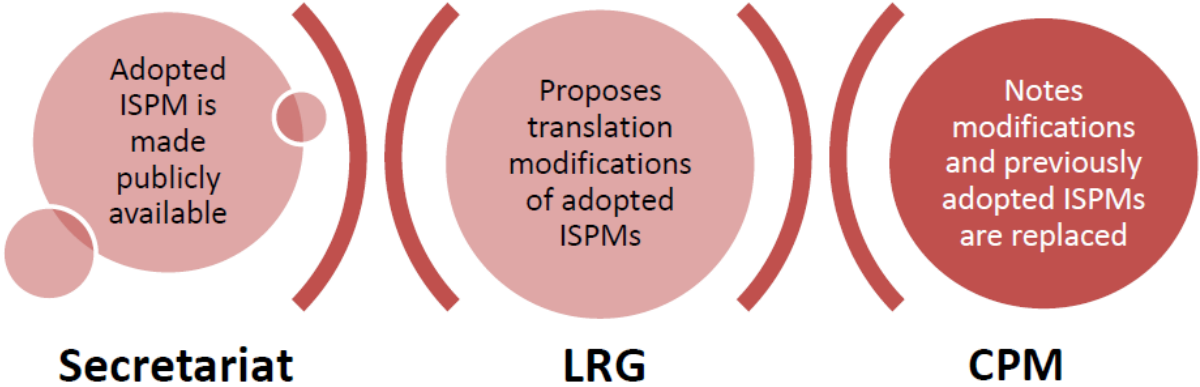 Adopted
ISPM is
made
publicly
available
Proposes
translation
modifications
of adopted
ISPMs
Notes
modifications
and previously
adopted ISPMs
are replaced
Secretariat
LRG
CPM